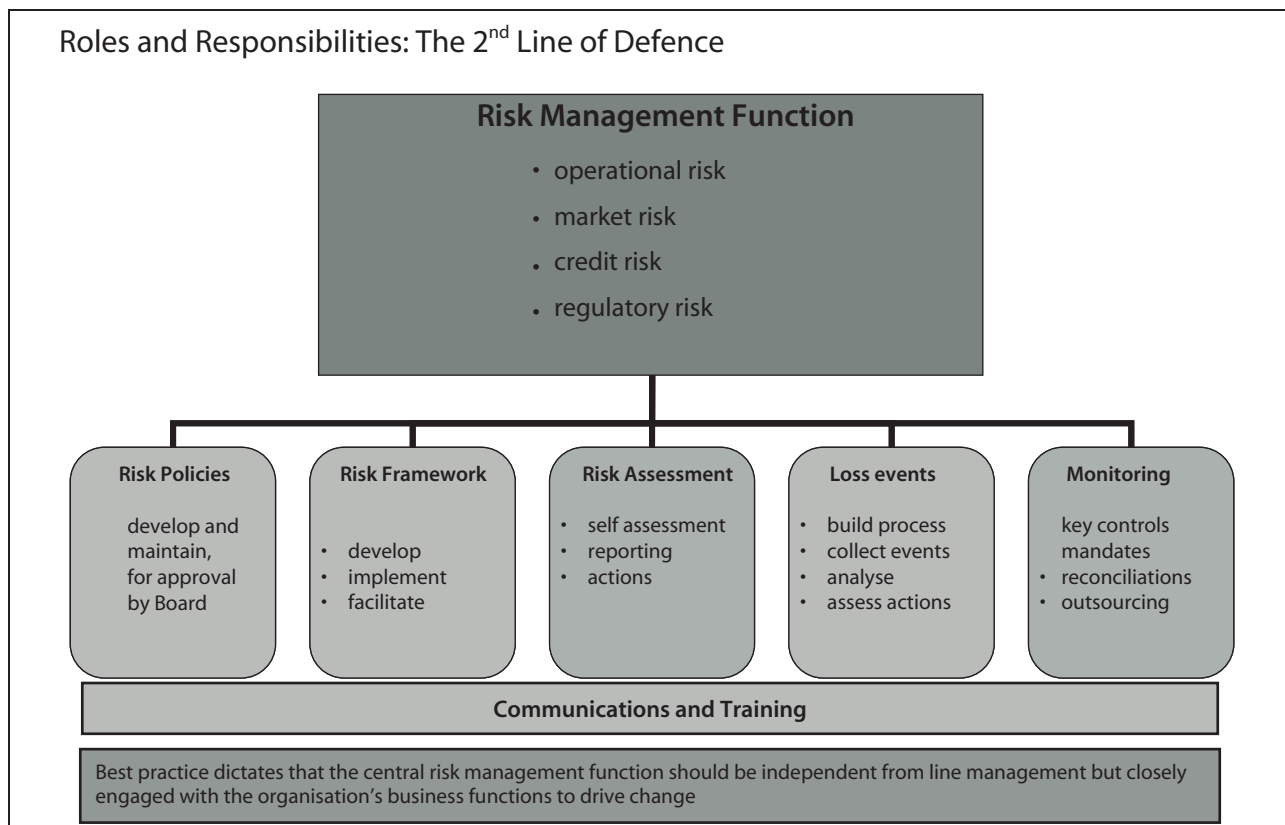 Roles and Responsibilities: The 2nd Line of Defence
Risk Management Function
• operational risk
• market risk
• credit risk
• regulatory risk
Risk Policies
develop and
maintain,
for approval
by Board
Risk Framework
• develop
• implement
• facilitate
Risk Assessment
• self assessment
• reporting
• actions
Loss events
• build process
• collect events
• analyse
• assess actions
Monitoring
key controls
mandates
• reconciliations
• outsourcing
Communications and Training
Best practice dictates that the central risk management function should be independent from line management but closely
engaged with the organisation's business functions to drive change